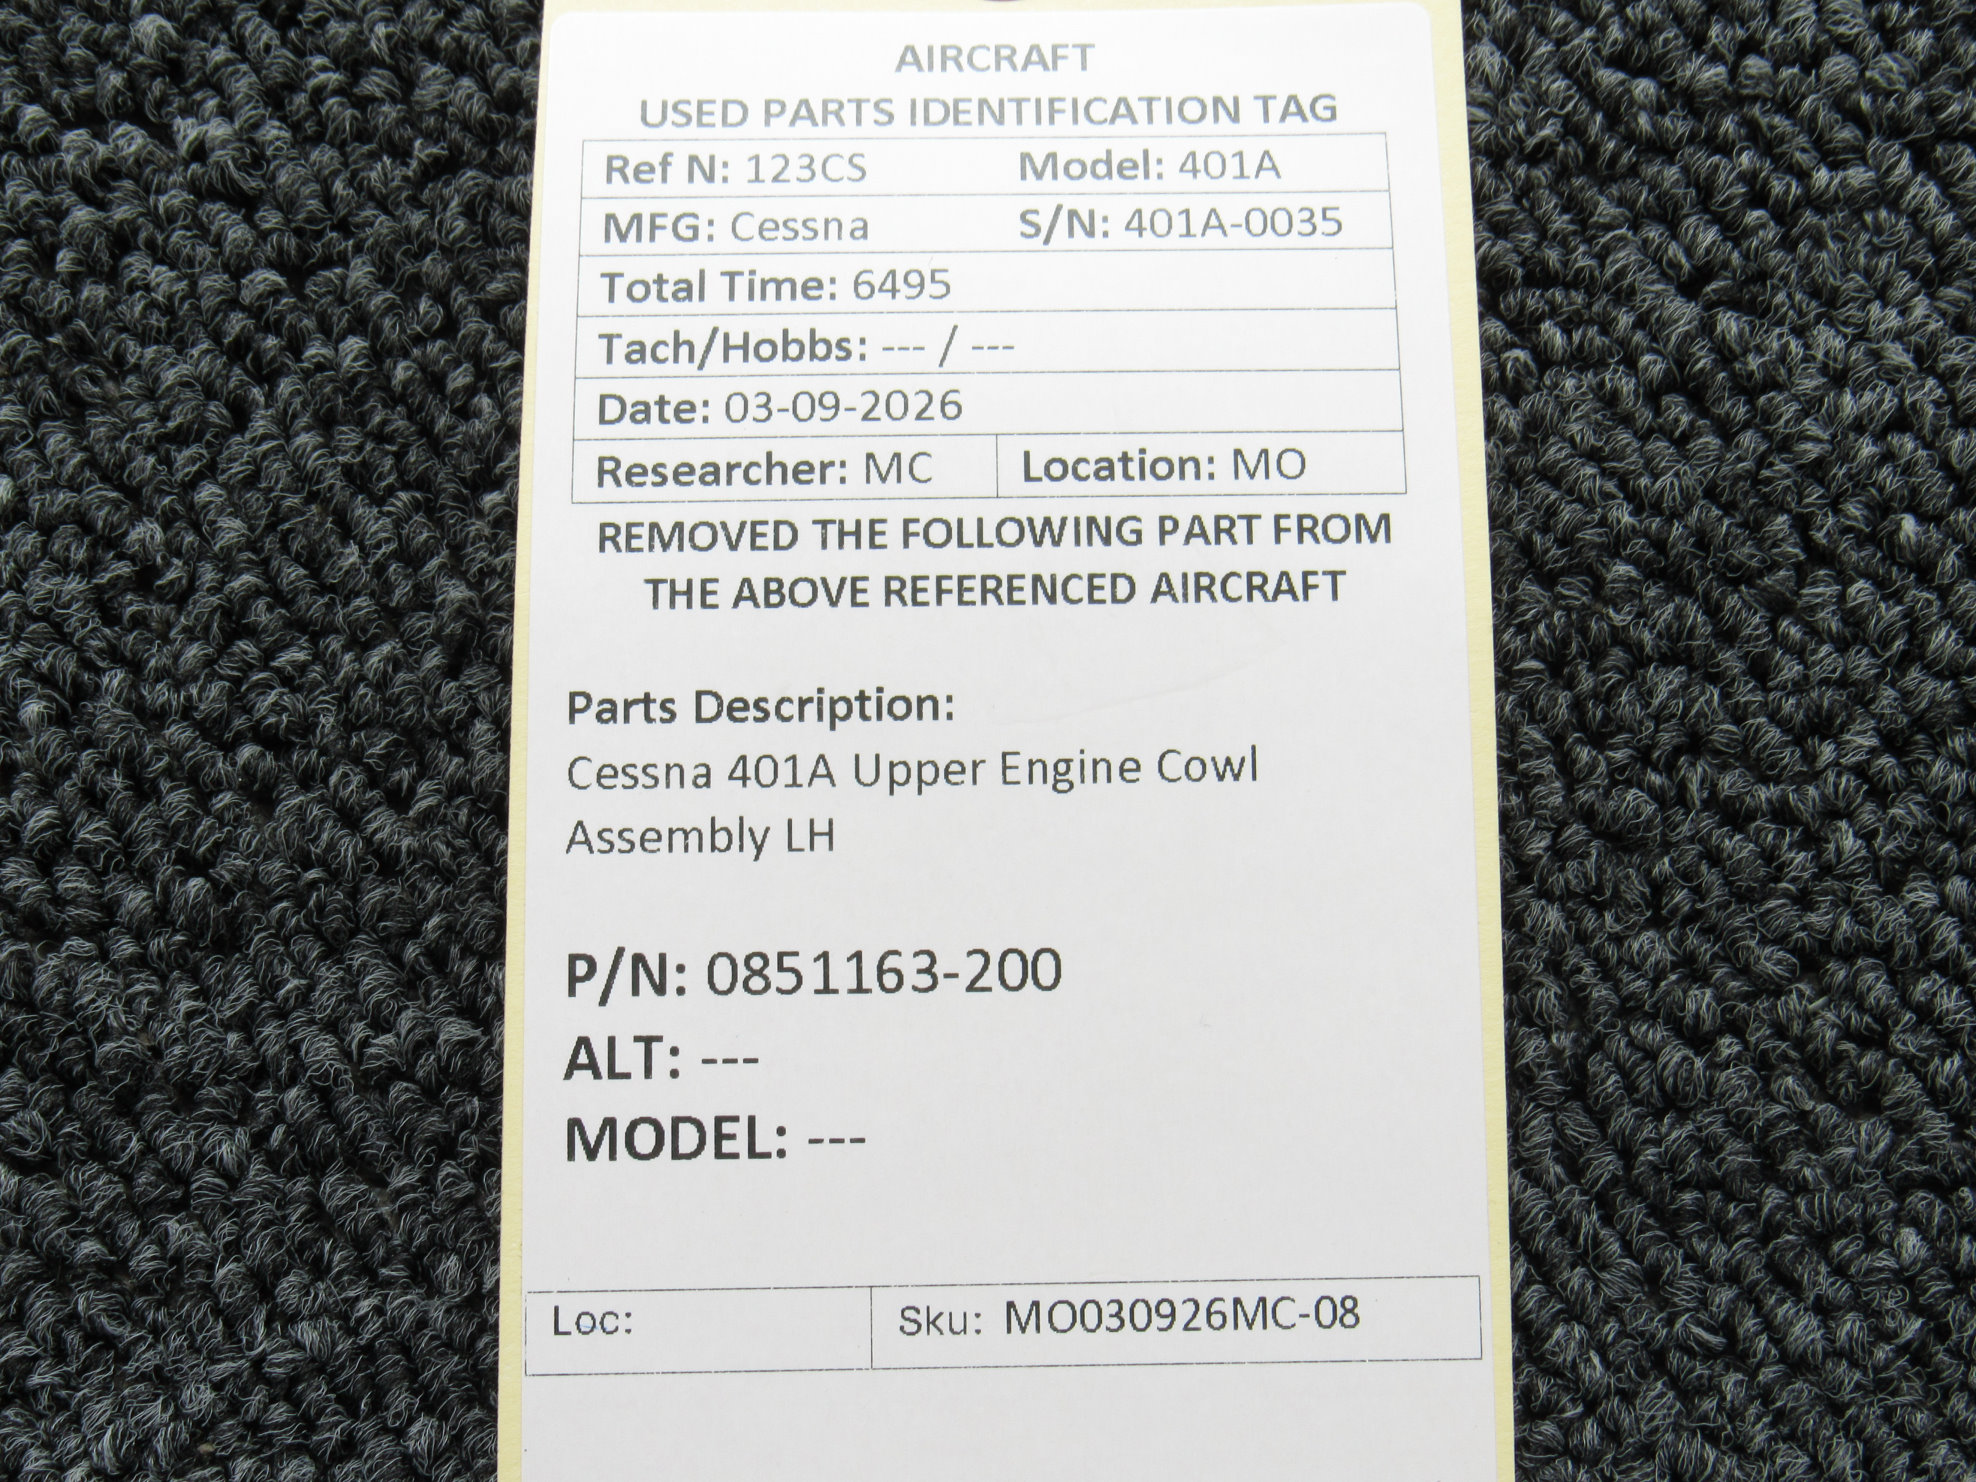 AIRCRAFT
USED PARTS IDENTIFICATION TAG
Ref N: 123CS Model: 401A
MFG: Cessna S/N: 401A-0035
Total Time: 6495
Tach/Hobbs: --- / ---
Date: 03-09-2026
Researcher: MC Location: MO
REMOVED THE FOLLOWING PART FROM
THE ABOVE REFERENCED AIRCRAFT
Parts Description:
Cessna 401A Upper Engine Cowl
Assembly LH
P/N: 0851163-200
ALT: ---
MODEL: ---
Loc: Sku: MO030926MC-08